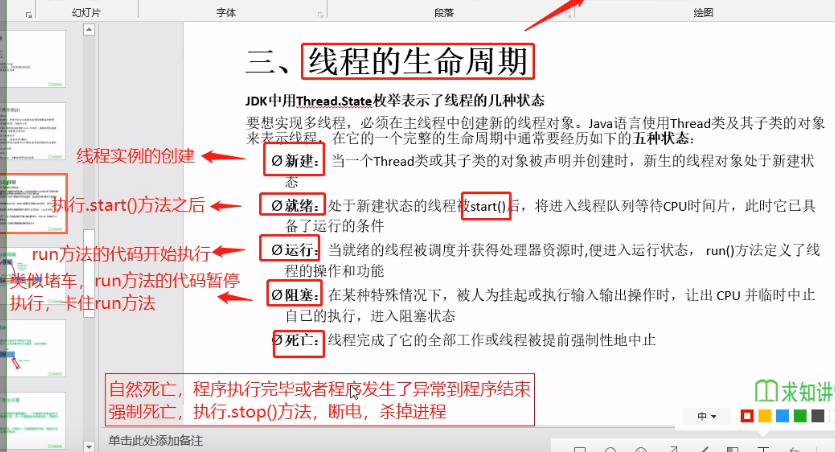 幻灯片
字体
段落
绘图
三、线程的生命周期
JDK中用Thread.State枚举表示了线程的几种状态
要想实现多线程，必须在主线程中创建新的线程对象。Java语言使用Thread类及其子类的对象
来表示线程，在它的一个完整的生命周期中通常要经历如下的五种状态：
线程实例的创建
Ø新建： 当一个Thread类或其子类的对象被声明并创建时，新生的线程对象处于新建状
态
执行.start()方法之后
Ø就绪：处于新建状态的线程被start()后，将进入线程队列等待CPU时间片，此时它已具
备了运行的条件
run方法的代码开始执行
Ø运行：当就绪的线程被调度并获得处理器资源时,便进入运行状态， run()方法定义了线
程的操作和功能
类似堵车，run方法的代码暂停
执行，卡住run方法
Ø阻塞：在某种特殊情况下，被人为挂起或执行输入输出操作时，让出 CPU 并临时中止
自己的执行，进入阻塞状态
Ø死亡：线程完成了它的全部工作或线程被提前强制性地中止
自然死亡，程序执行完毕或者程序发生了异常到程序结束
强制死亡，执行.stop()方法，断电，杀掉进程
求知讲
中
单击此处添加备注